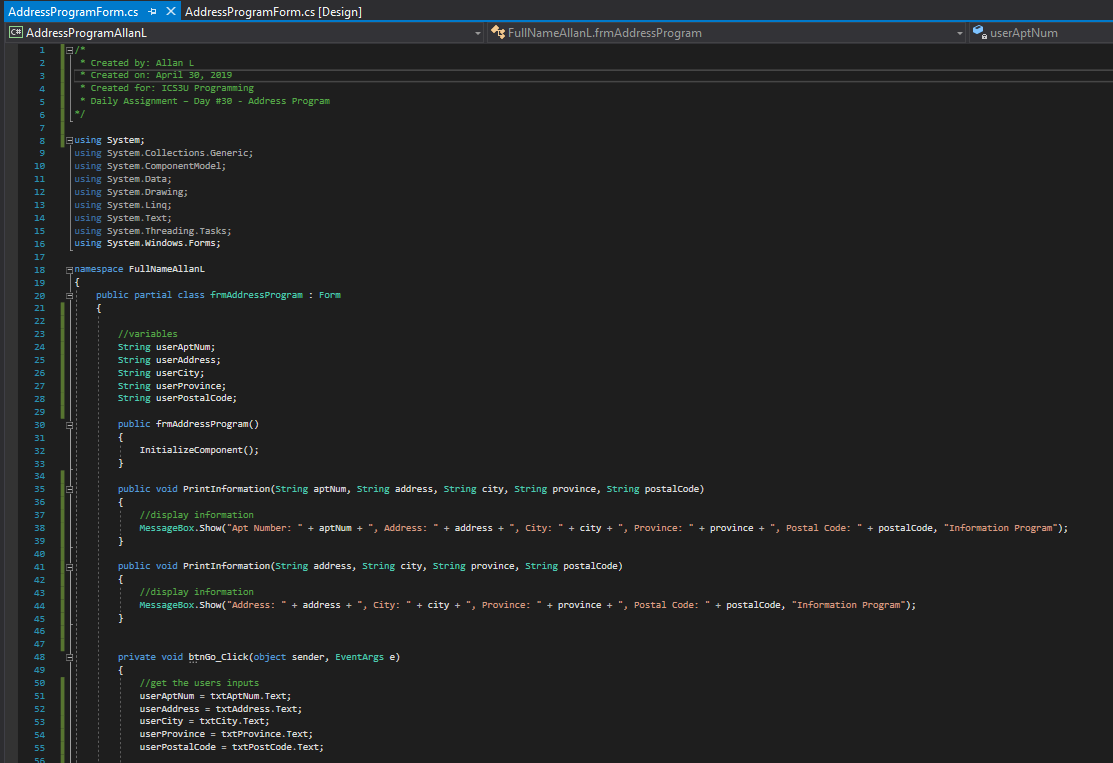 AddressProgramForm.cs AddressProgramForm.cs [Design]
C# AddressProgramAllanL FullNameAllanL.frmAddressProgram userAptNum
1 /*
2 * Created by: Allan L
3 * Created on: April 30, 2019
4 * Created for: ICS3U Programming
5 * Daily Assignment – Day #30 - Address Program
6 */
7
8 using System;
9 using System.Collections.Generic;
10 using System.ComponentModel;
11 using System.Data;
12 using System.Drawing;
13 using System.Linq;
14 using System.Text;
15 using System.Threading.Tasks;
16 using System.Windows.Forms;
17
18 namespace FullNameAllanL
19 {
20 public partial class frmAddressProgram : Form
21 {
22
23 //variables
24 String userAptNum;
25 String userAddress;
26 String userCity;
27 String userProvince;
28 String userPostalCode;
29
30 public frmAddressProgram()
31 {
32 InitializeComponent();
33 }
34
35 public void PrintInformation(String aptNum, String address, String city, String province, String postalCode)
36 {
37 //display information
38 MessageBox.Show("Apt Number: " + aptNum + ", Address: " + address + ", City: " + city + ", Province: " + province + ", Postal Code: " + postalCode, "Information Program");
39 }
40
41 public void PrintInformation(String address, String city, String province, String postalCode)
42 {
43 //display information
44 MessageBox.Show("Address: " + address + ", City: " + city + ", Province: " + province + ", Postal Code: " + postalCode, "Information Program");
45 }
46
47
48 private void btnGo_Click(object sender, EventArgs e)
49 {
50 //get the users inputs
51 userAptNum = txtAptNum.Text;
52 userAddress = txtAddress.Text;
53 userCity = txtCity.Text;
54 userProvince = txtProvince.Text;
55 userPostalCode = txtPostCode.Text;
56